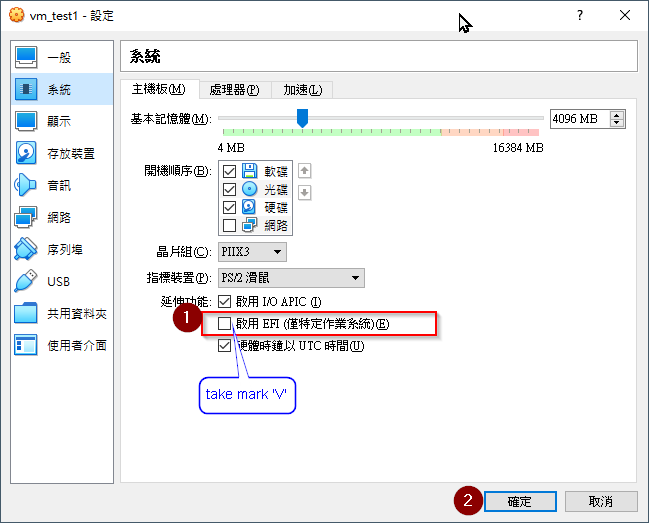 vm_test1 - 設定
一般
系統
顯示
存放裝置
音訊
網路
序列埠
USB
共用資料夾
使用者介面
系統
主機板(M) 處理器(P) 加速(L)
基本記憶體(M): 4096 MB
4 MB 16384 MB
開機順序(B): 軟碟
光碟
硬碟
網路
晶片組(C): PIIX3
指標裝置(P): PS/2 滑鼠
延伸功能: 啟用 I/O APIC (I)
1 啟用 EFI (僅特定作業系統)(E)
硬體時鐘以 UTC 時間(U)
take mark "V"
2 確定 取消